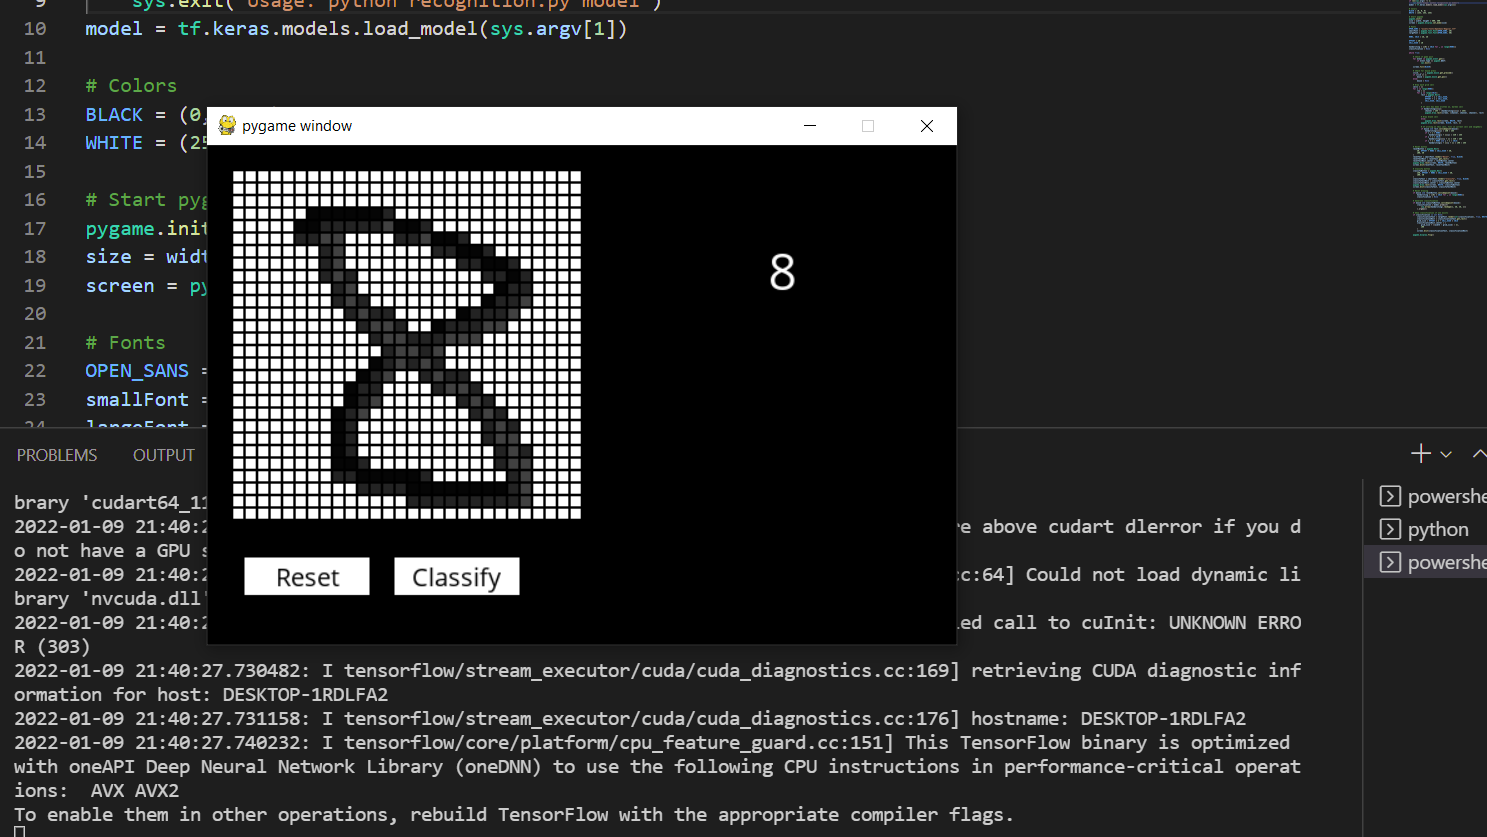 9 sys.exit("Usage: python recognition.py model")
10 model = tf.keras.models.load_model(sys.argv[1])
11
12 # Colors
13 BLACK = (0,
14 WHITE = (25
15
16 # Start pyg
17 pygame.init
18 size = widt
19 screen = py
20
21 # Fonts
22 OPEN_SANS =
23 smallFont =
24 largeFont =
pygame window
8
Reset
Classify
PROBLEMS OUTPUT
brary 'cudart64_11
2022-01-09 21:40:2 re above cudart dlerror if you d
o not have a GPU s
2022-01-09 21:40:2 cc:64] Could not load dynamic li
brary 'nvcuda.dll'
2022-01-09 21:40:2 led call to cuInit: UNKNOWN ERRO
R (303)
2022-01-09 21:40:27.730482: I tensorflow/stream_executor/cuda/cuda_diagnostics.cc:169] retrieving CUDA diagnostic inf
ormation for host: DESKTOP-1RDLFA2
2022-01-09 21:40:27.731158: I tensorflow/stream_executor/cuda/cuda_diagnostics.cc:176] hostname: DESKTOP-1RDLFA2
2022-01-09 21:40:27.740232: I tensorflow/core/platform/cpu_feature_guard.cc:151] This TensorFlow binary is optimized
with oneAPI Deep Neural Network Library (oneDNN) to use the following CPU instructions in performance-critical operat
ions:  AVX AVX2
To enable them in other operations, rebuild TensorFlow with the appropriate compiler flags.
powershe
python
powershe